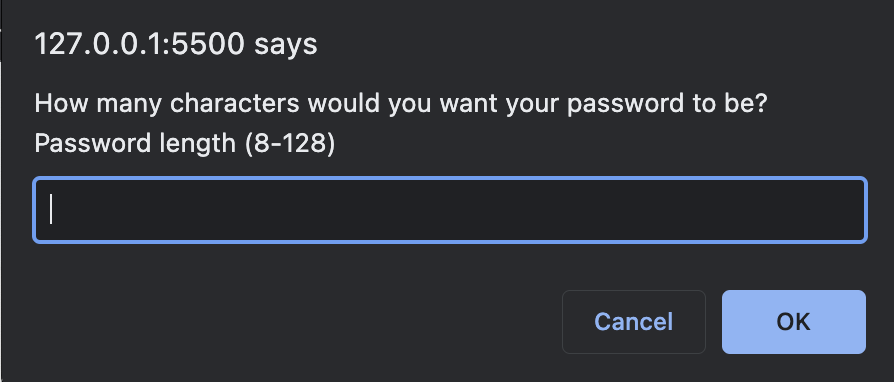 127.0.0.1:5500 says
How many characters would you want your password to be?
Password length (8-128)
Cancel
OK